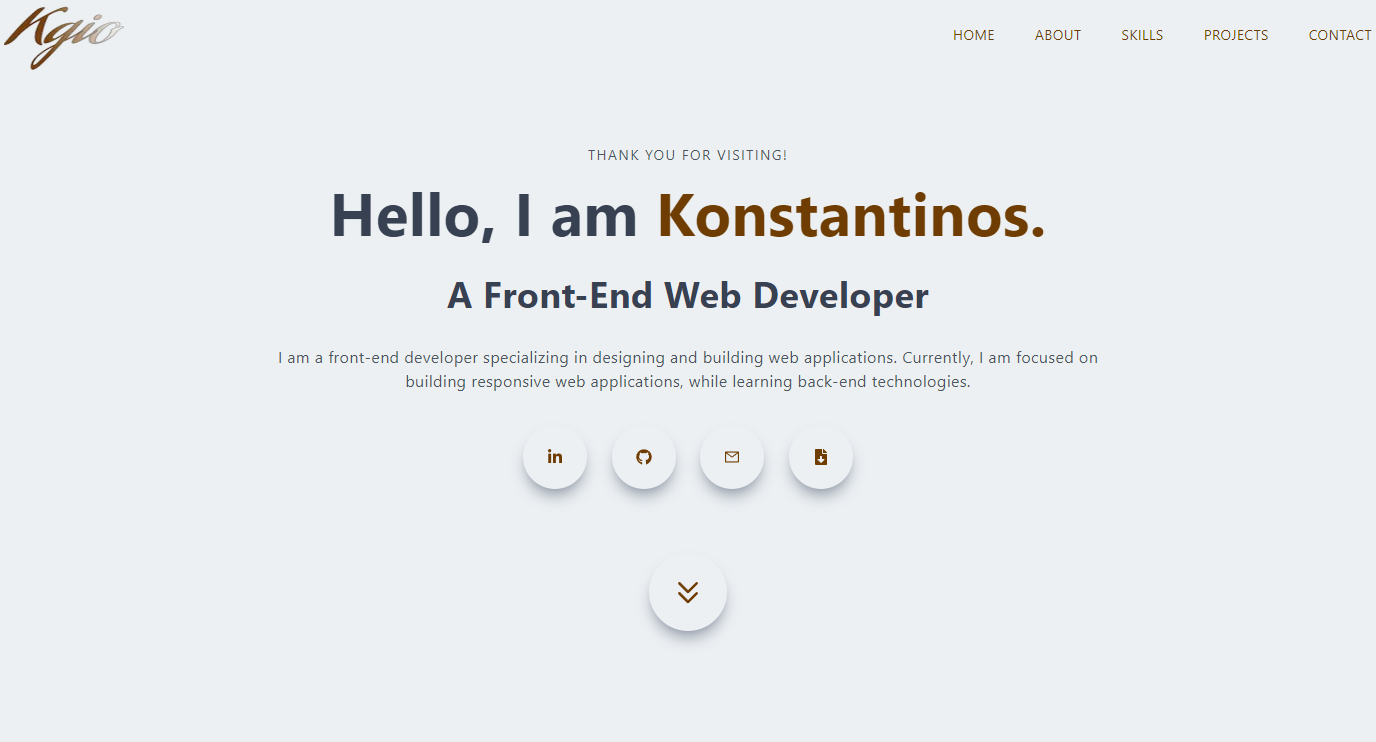 Kgio
HOME ABOUT SKILLS PROJECTS CONTACT
THANK YOU FOR VISITING!
Hello, I am Konstantinos.
A Front-End Web Developer
I am a front-end developer specializing in designing and building web applications. Currently, I am focused on
building responsive web applications, while learning back-end technologies.
in